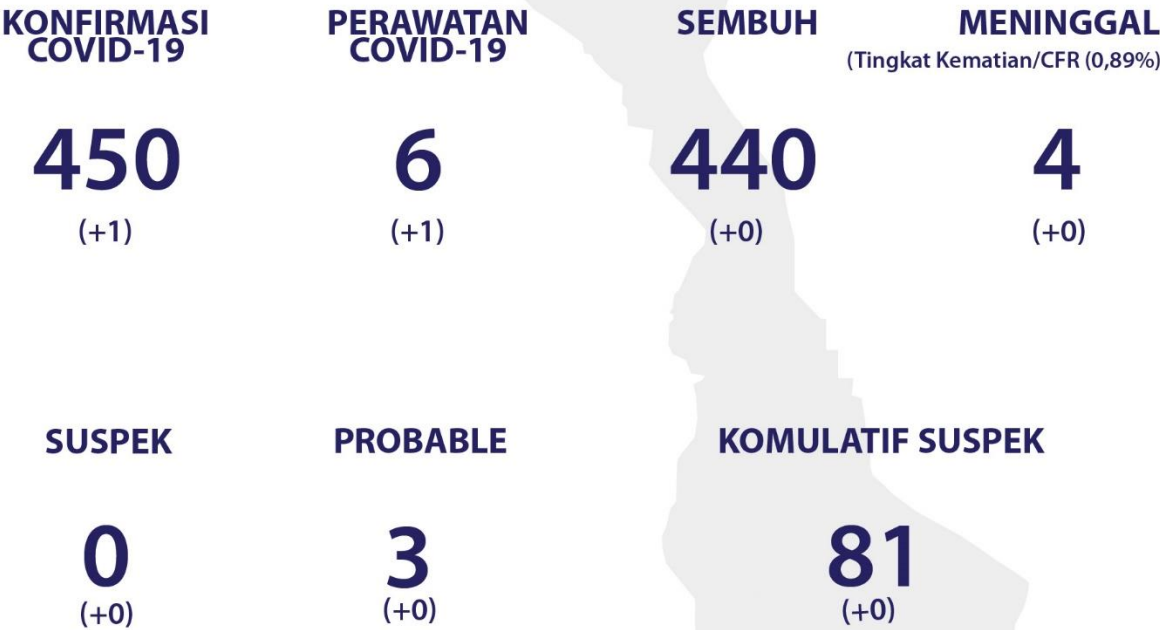 KONFIRMASI
COVID-19
PERAWATAN
COVID-19
SEMBUH
MENINGGAL
(Tingkat Kematian/CFR (0,89%)
450
6
440
4
(+1)
(+1)
(+0)
(+0)
SUSPEK
PROBABLE
KOMULATIF SUSPEK
0
3
81
(+0)
(+0)
(+0)